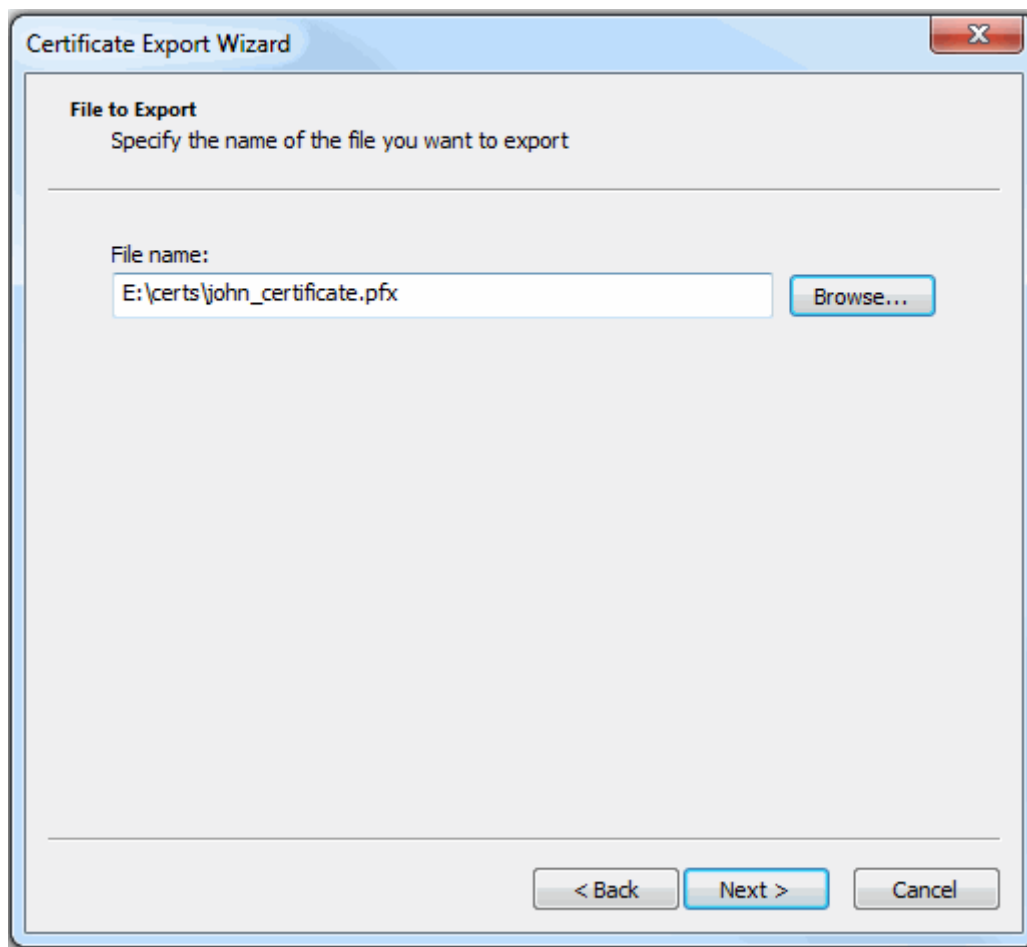 Certificate Export Wizard
File to Export
Specify the name of the file you want to export
File name:
E:\certs\john_certificate.pfx
Browse...
< Back
Next >
Cancel